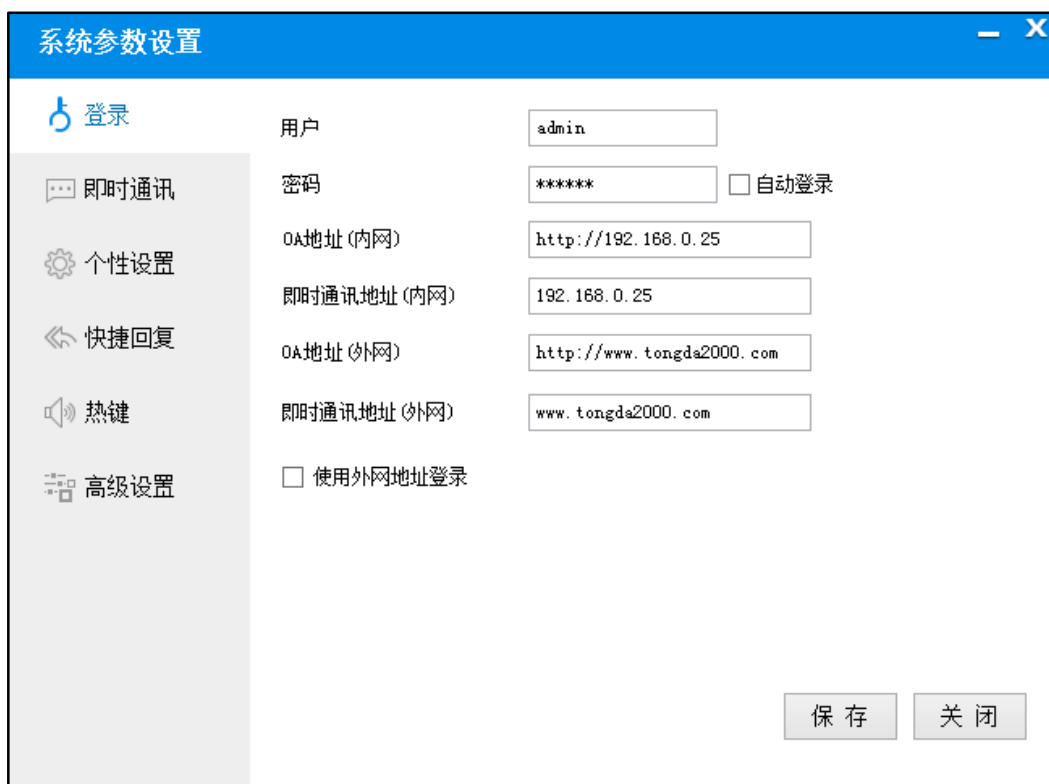 系统参数设置
登录
即时通讯
个性设置
快捷回复
热键
高级设置
用户 admin
密码 ****** 自动登录
OA地址(内网) http://192.168.0.25
即时通讯地址(内网) 192.168.0.25
OA地址(外网) http://www.tongda2000.com
即时通讯地址(外网) www.tongda2000.com
使用外网地址登录
保存 关闭